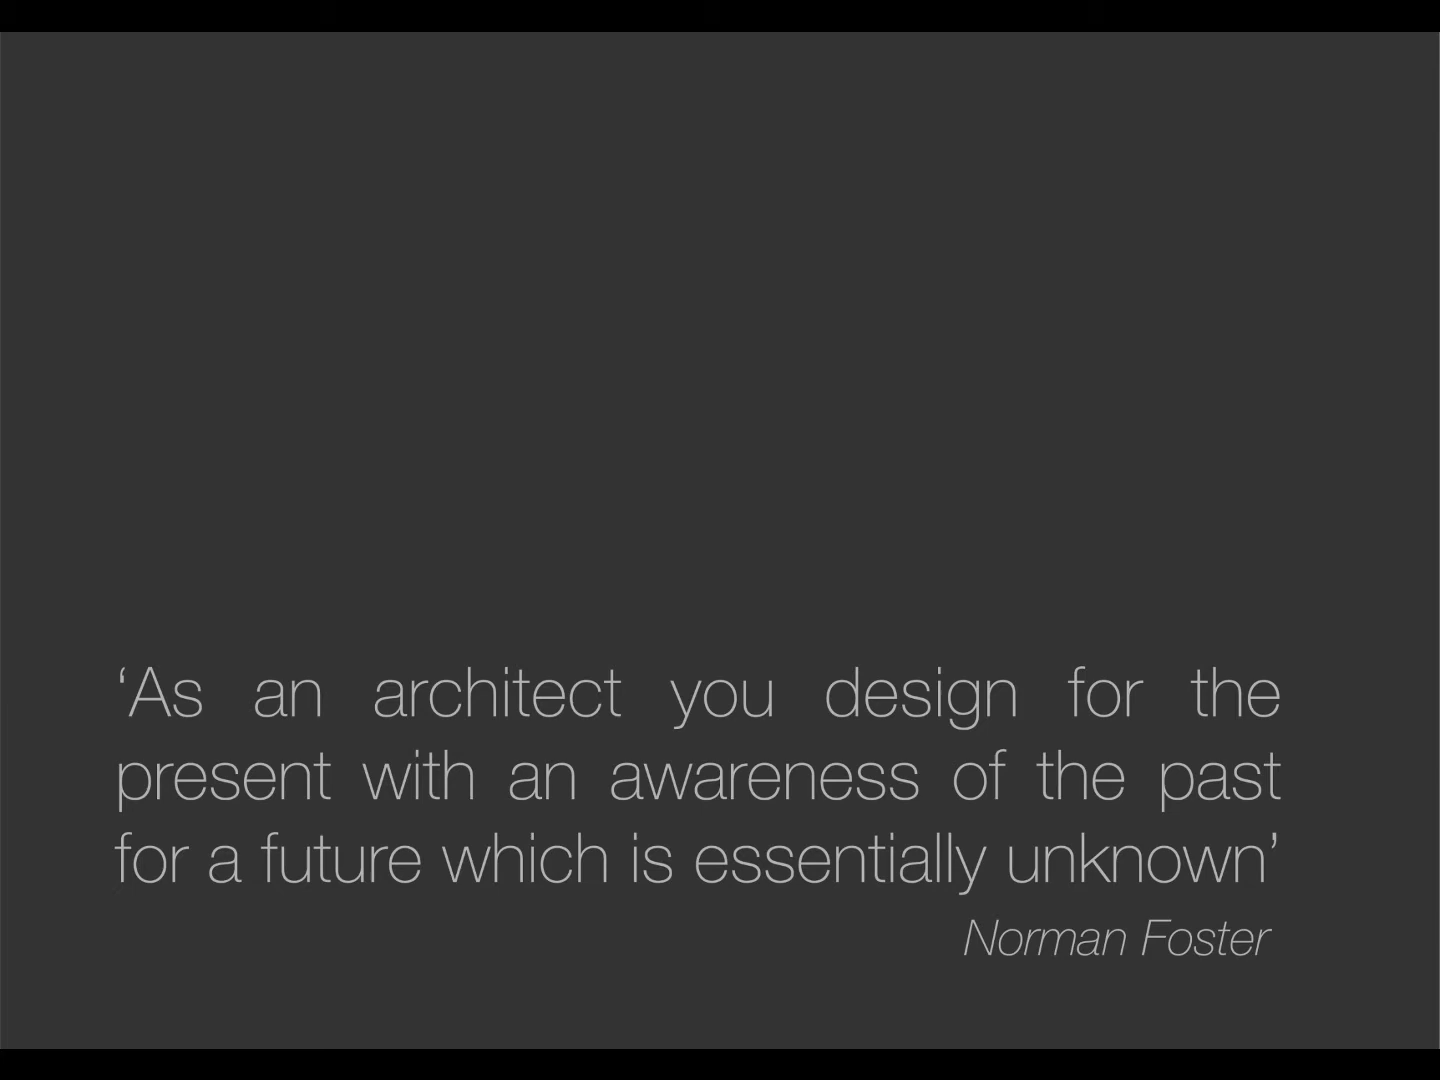 ‘As an architect you design for the
present with an awareness of the past
for a future which is essentially unknown’
Norman Foster